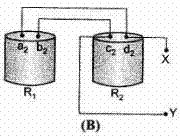 a₂ b₂ c₂ d₂
X
R₁ R₂
Y
(B)